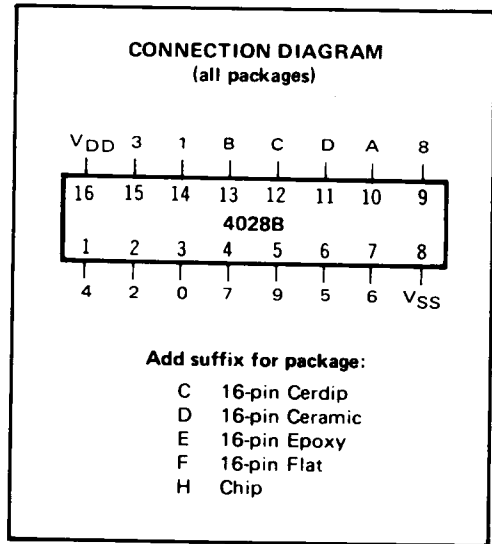 CONNECTION DIAGRAM
(all packages)
VDD 3 1 B C D A 8
16 15 14 13 12 11 10 9
4028B
1 2 3 4 5 6 7 8
4 2 0 7 9 5 6 VSS
Add suffix for package:
C 16-pin Cerdip
D 16-pin Ceramic
E 16-pin Epoxy
F 16-pin Flat
H Chip